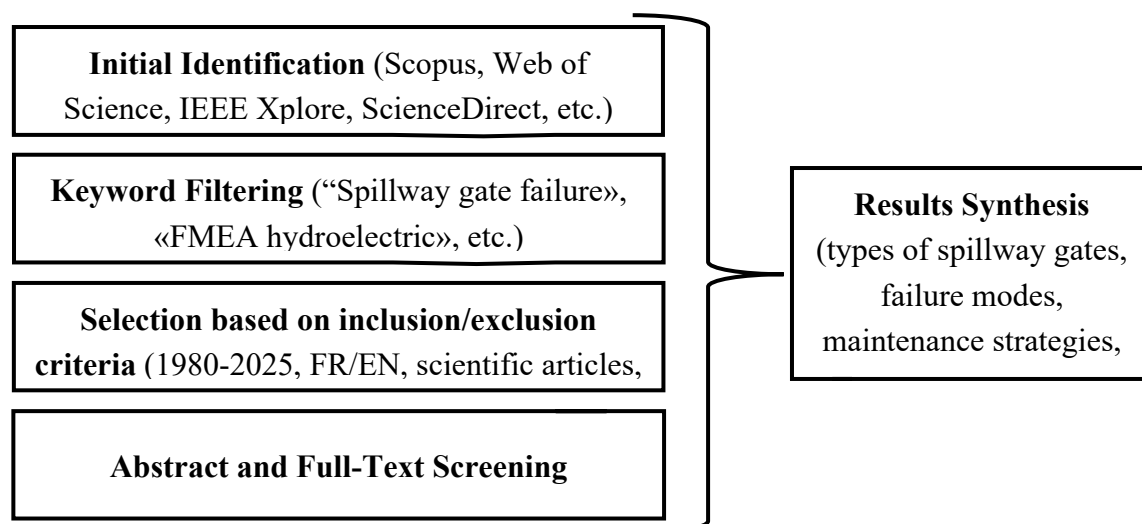 Initial Identification (Scopus, Web of
Science, IEEE Xplore, ScienceDirect, etc.)
Keyword Filtering (“Spillway gate failure»,
«FMEA hydroelectric», etc.)
Selection based on inclusion/exclusion
criteria (1980-2025, FR/EN, scientific articles,
Abstract and Full-Text Screening
Results Synthesis
(types of spillway gates,
failure modes,
maintenance strategies,